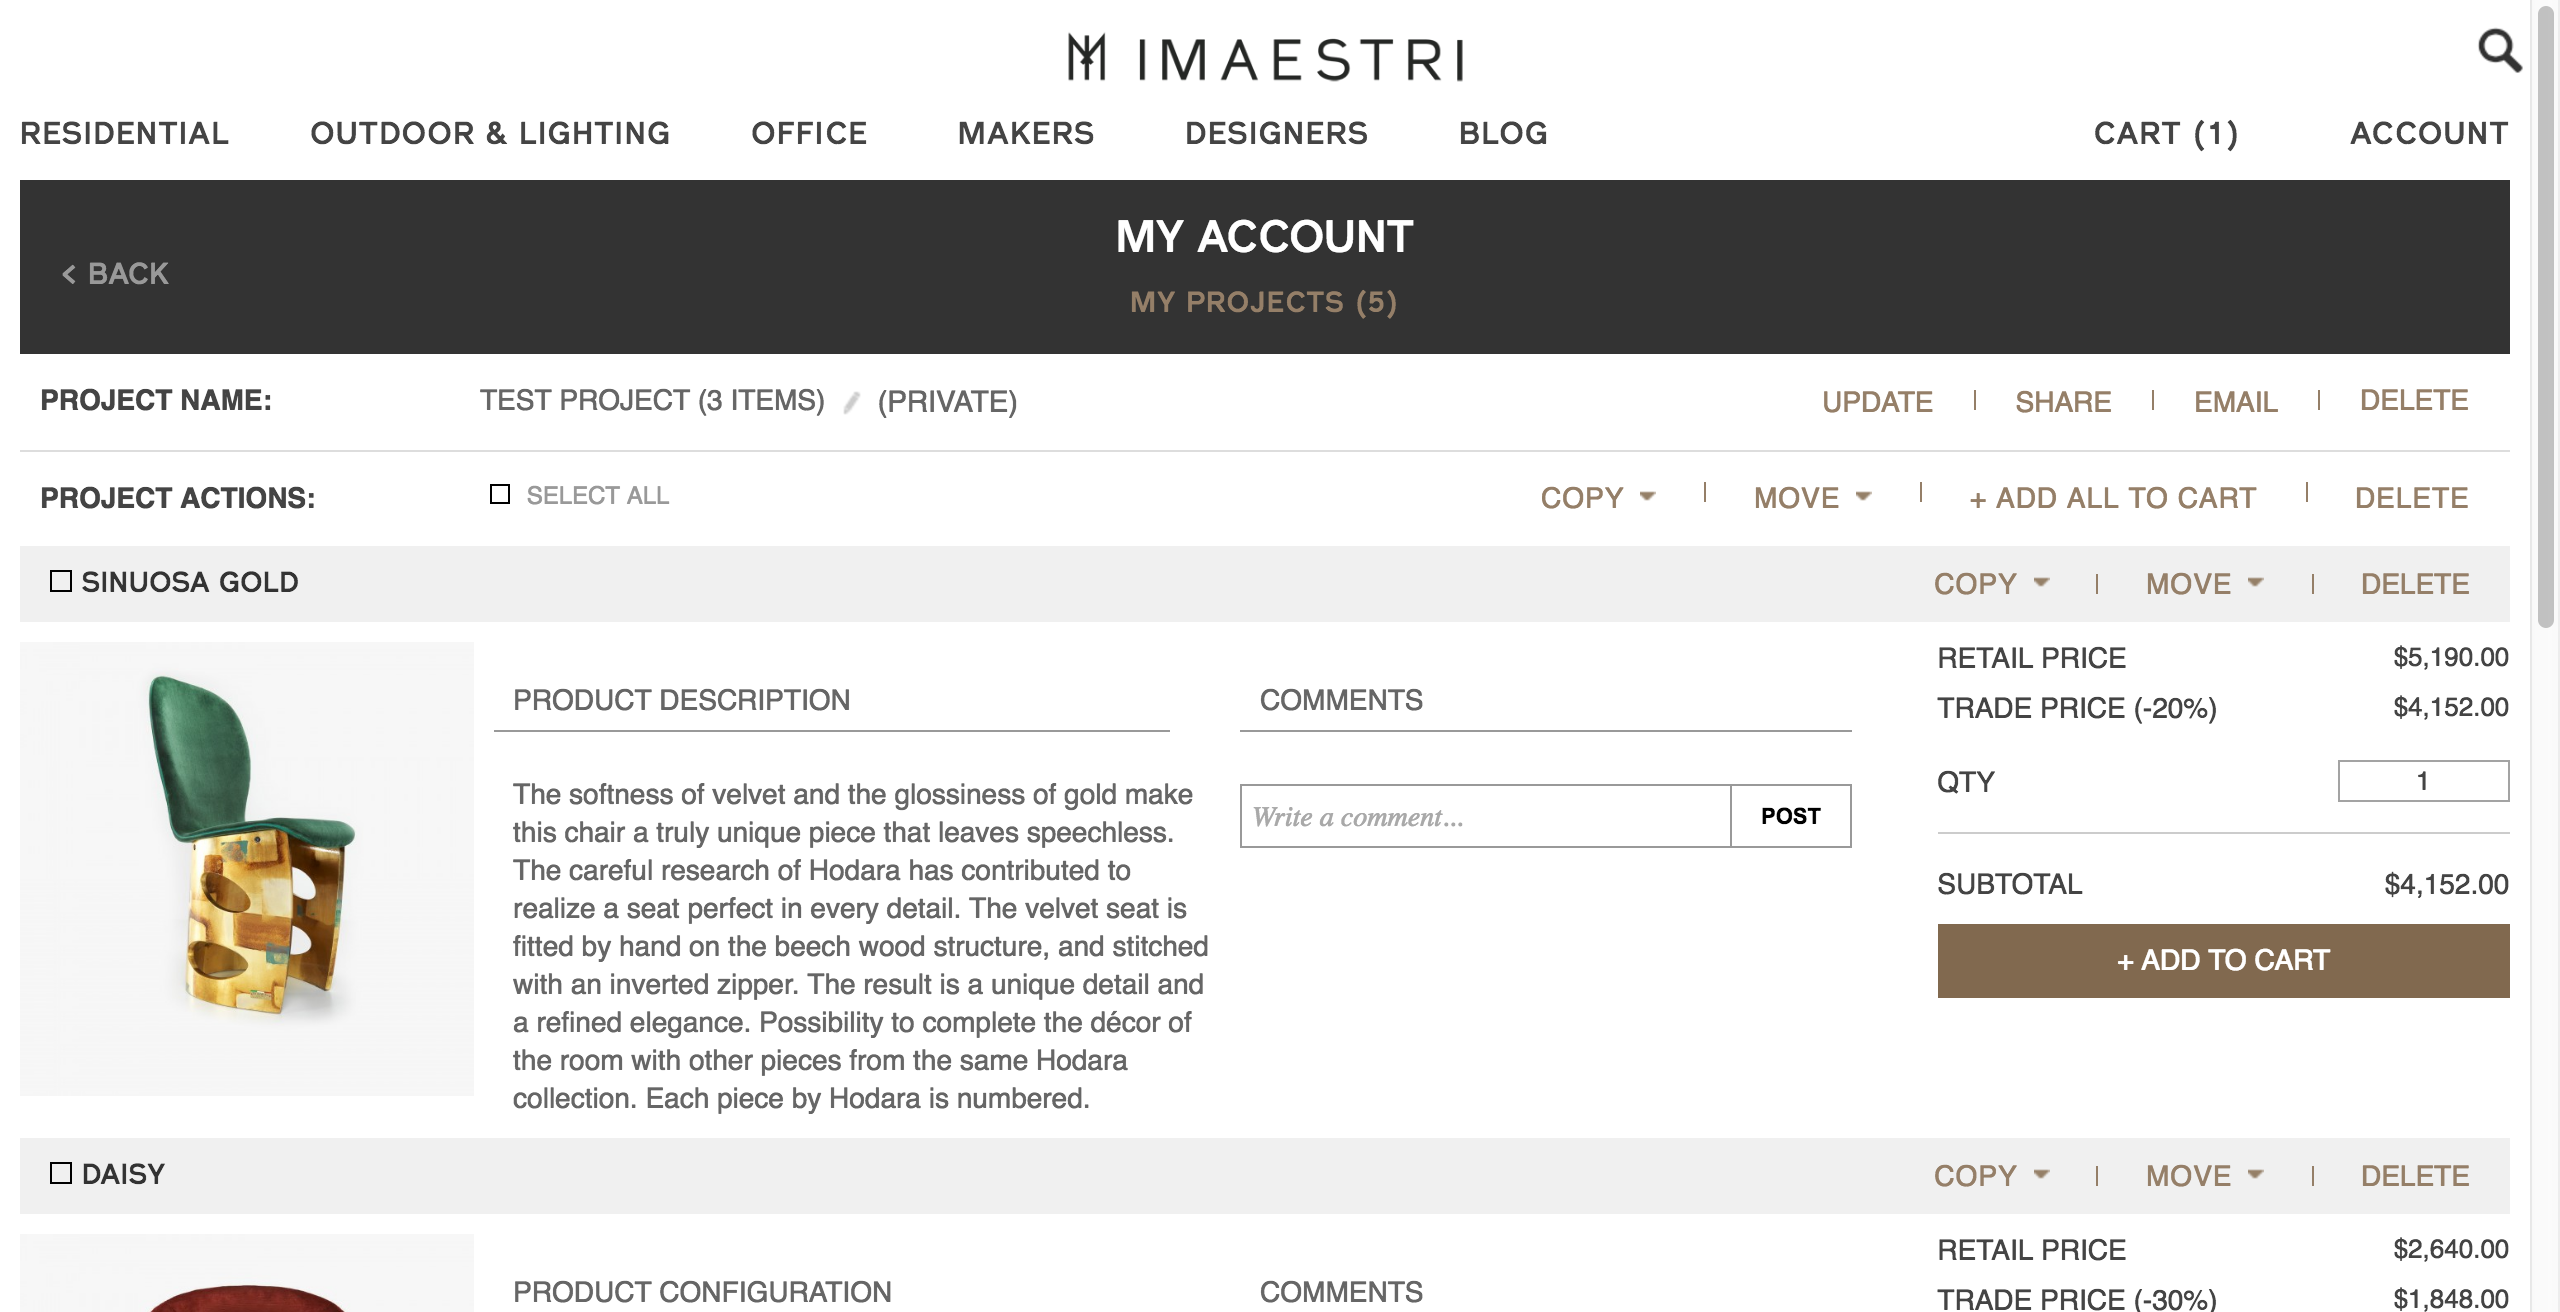 IMAESTRI
RESIDENTIAL OUTDOOR & LIGHTING OFFICE MAKERS DESIGNERS BLOG CART (1) ACCOUNT
MY ACCOUNT
< BACK
MY PROJECTS (5)
PROJECT NAME: TEST PROJECT (3 ITEMS) (PRIVATE) UPDATE | SHARE | EMAIL | DELETE
PROJECT ACTIONS: SELECT ALL COPY | MOVE | + ADD ALL TO CART | DELETE
SINUOSA GOLD COPY | MOVE | DELETE
PRODUCT DESCRIPTION
The softness of velvet and the glossiness of gold make
this chair a truly unique piece that leaves speechless.
The careful research of Hodara has contributed to
realize a seat perfect in every detail. The velvet seat is
fitted by hand on the beech wood structure, and stitched
with an inverted zipper. The result is a unique detail and
a refined elegance. Possibility to complete the décor of
the room with other pieces from the same Hodara
collection. Each piece by Hodara is numbered.
COMMENTS
Write a comment... POST
RETAIL PRICE $5,190.00
TRADE PRICE (-20%) $4,152.00
QTY 1
SUBTOTAL $4,152.00
+ ADD TO CART
DAISY COPY | MOVE | DELETE
PRODUCT CONFIGURATION
COMMENTS
RETAIL PRICE $2,640.00
TRADE PRICE (-30%) $1,848.00